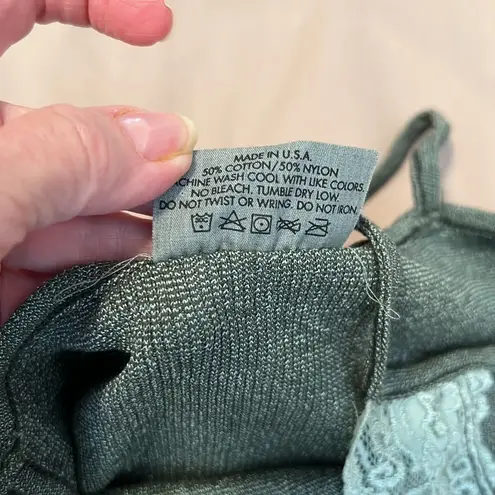 MADE IN U.S.A.
50% COTTON/50% NYLON
ACHINE WASH COOL WITH LIKE COLORS.
NO BLEACH. TUMBLE DRY LOW.
DO NOT TWIST OR WRING. DO NOT IRON.